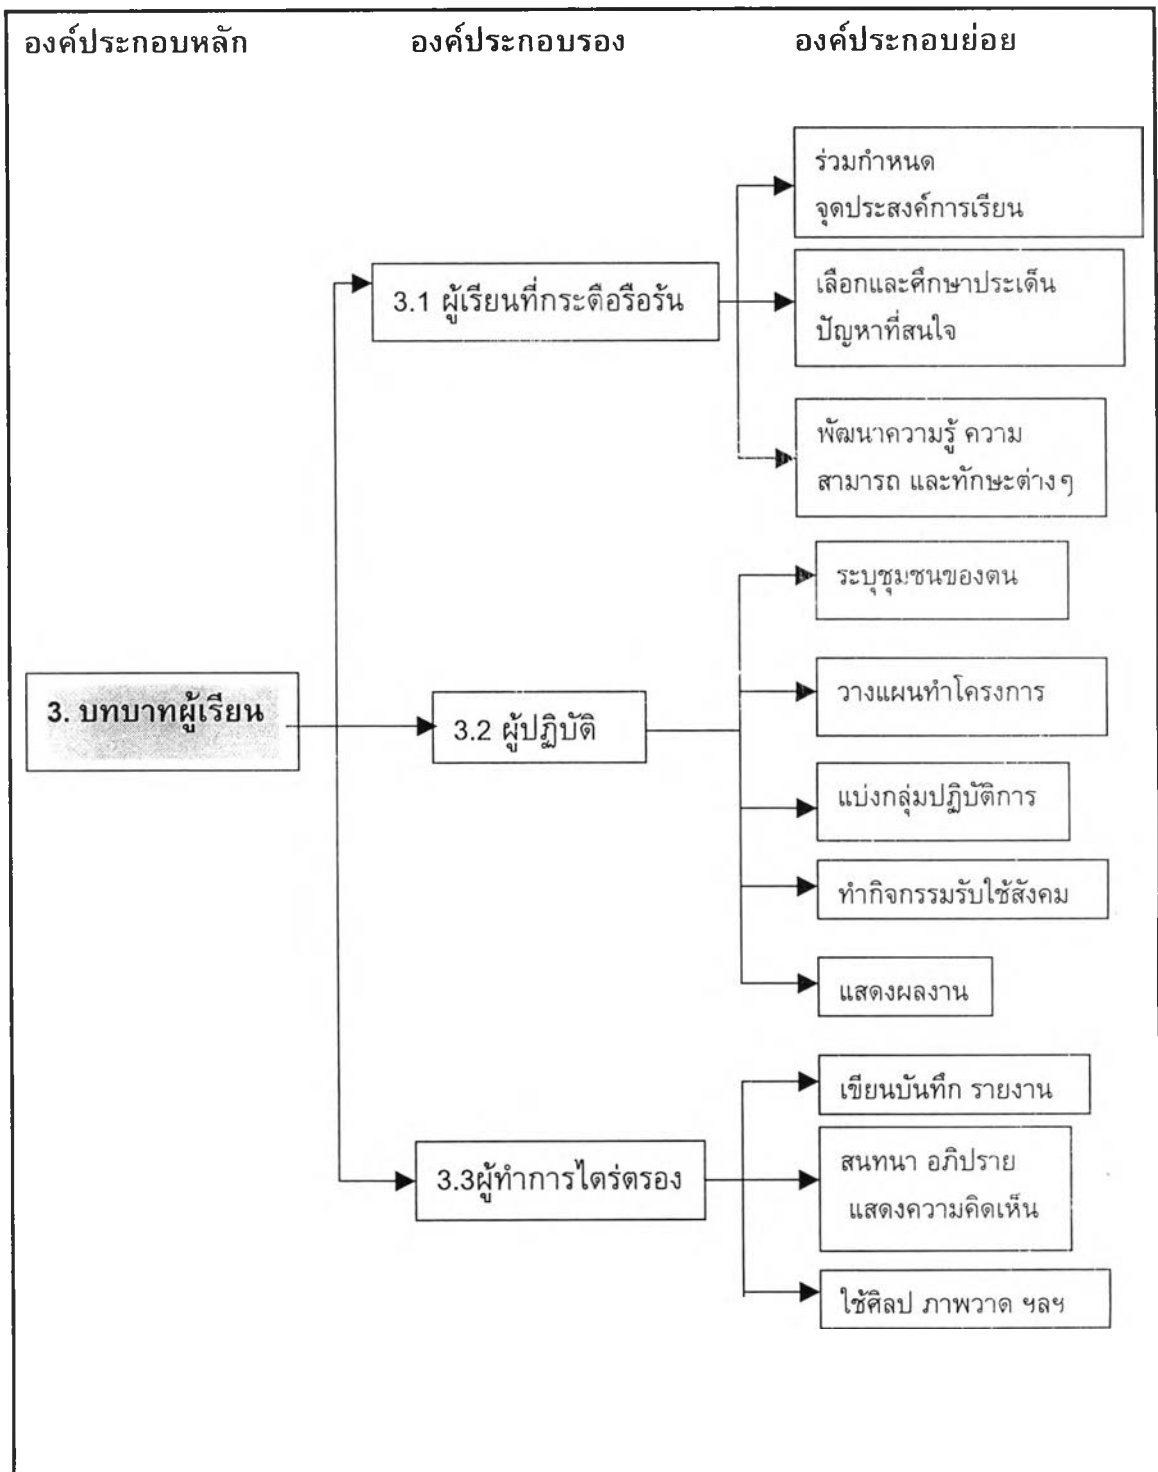 องค์ประกอบหลัก องค์ประกอบรอง องค์ประกอบย่อย
ร่วมกำหนด
จุดประสงค์การเรียน
3.1 ผู้เรียนที่กระตือรือร้น
เลือกและศึกษาประเด็น
ปัญหาที่สนใจ
พัฒนาความรู้ ความ
สามารถ และทักษะต่างๆ
ระบุชุมชนของตน
3. บทบาทผู้เรียน
3.2 ผู้ปฏิบัติ
วางแผนทำโครงการ
แบ่งกลุ่มปฏิบัติการ
ทำกิจกรรมรับใช้สังคม
แสดงผลงาน
เขียนบันทึก รายงาน
3.3ผู้ทำการไตร่ตรอง
สนทนา อภิปราย
แสดงความคิดเห็น
ใช้ศิลป ภาพวาด ฯลฯ